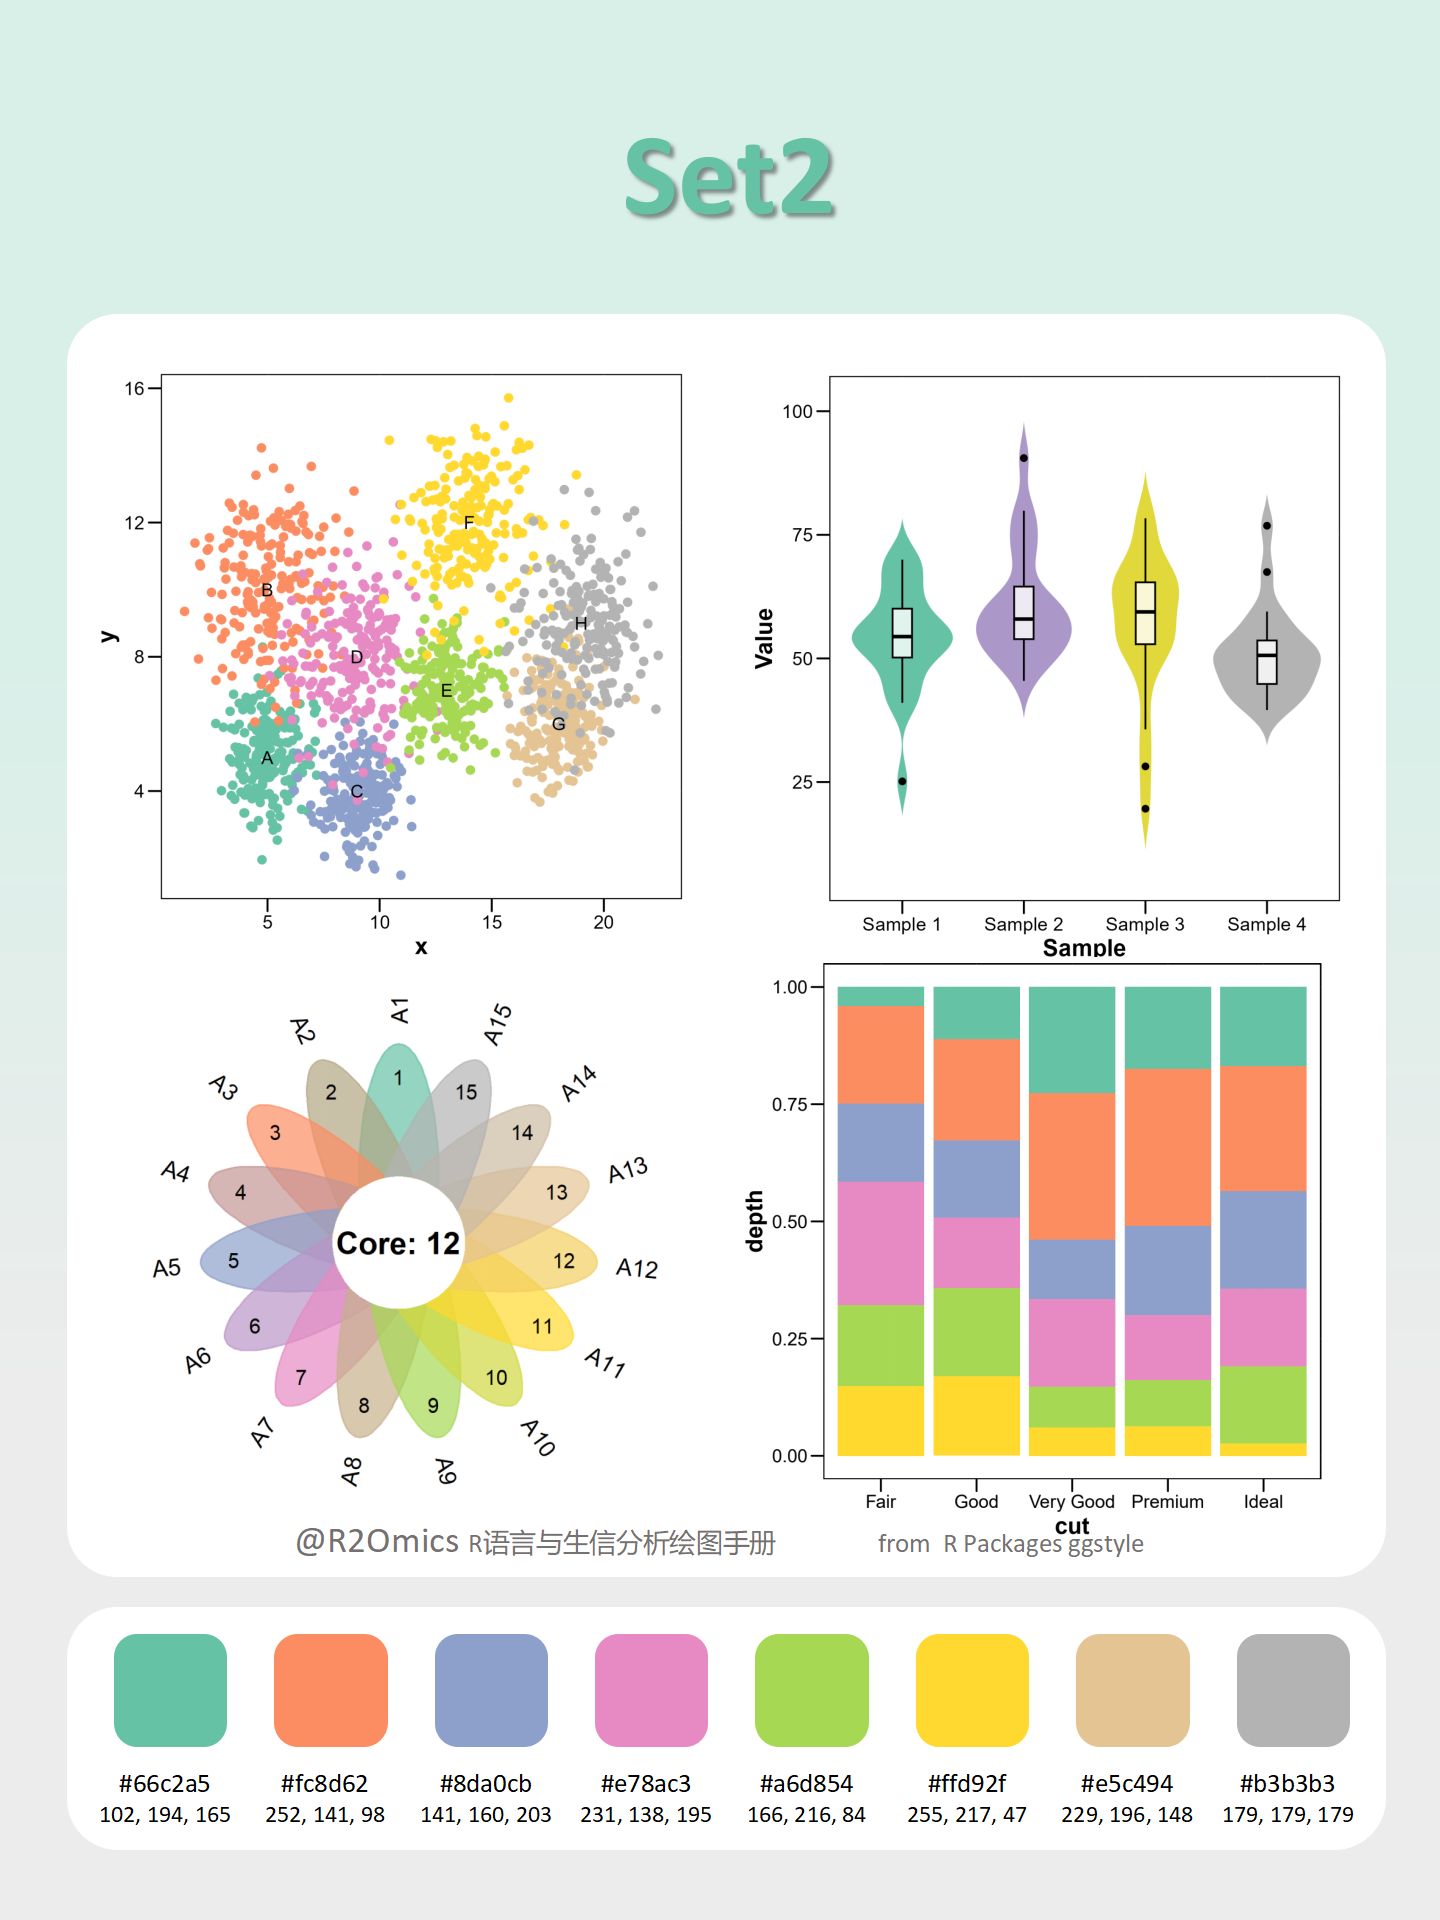 Set2
16
12
8
4
y
B
F
D
H
E
G
A
C
5
10
15
20
x
100
75
50
25
Value
Sample 1
Sample 2
Sample 3
Sample 4
Sample
A1
A2
A3
A4
A5
A6
A7
A8
A9
A10
A11
A12
A13
A14
A15
1
2
3
4
5
6
7
8
9
10
11
12
13
14
15
Core: 12
1.00
0.75
0.50
0.25
0.00
depth
Fair
Good
Very Good
Premium
Ideal
cut
@R2Omics R语言与生信分析绘图手册
from R Packages ggstyle
#66c2a5
#fc8d62
#8da0cb
#e78ac3
#a6d854
#ffd92f
#e5c494
#b3b3b3
102, 194, 165
252, 141, 98
141, 160, 203
231, 138, 195
166, 216, 84
255, 217, 47
229, 196, 148
179, 179, 179